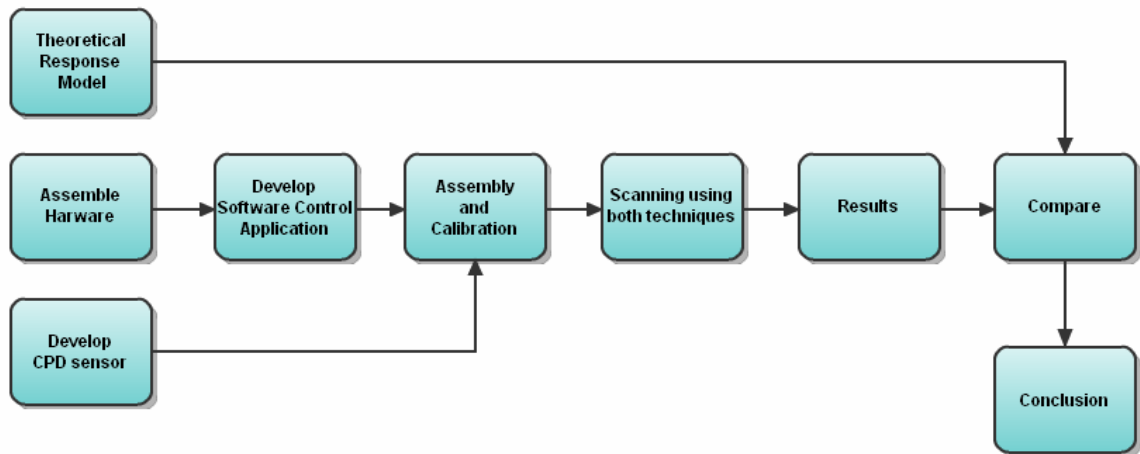 Theoretical
Response
Model
Assemble
Harware
Develop
Software Control
Application
Assembly
and
Calibration
Scanning using
both techniques
Results
Compare
Develop
CPD sensor
Conclusion